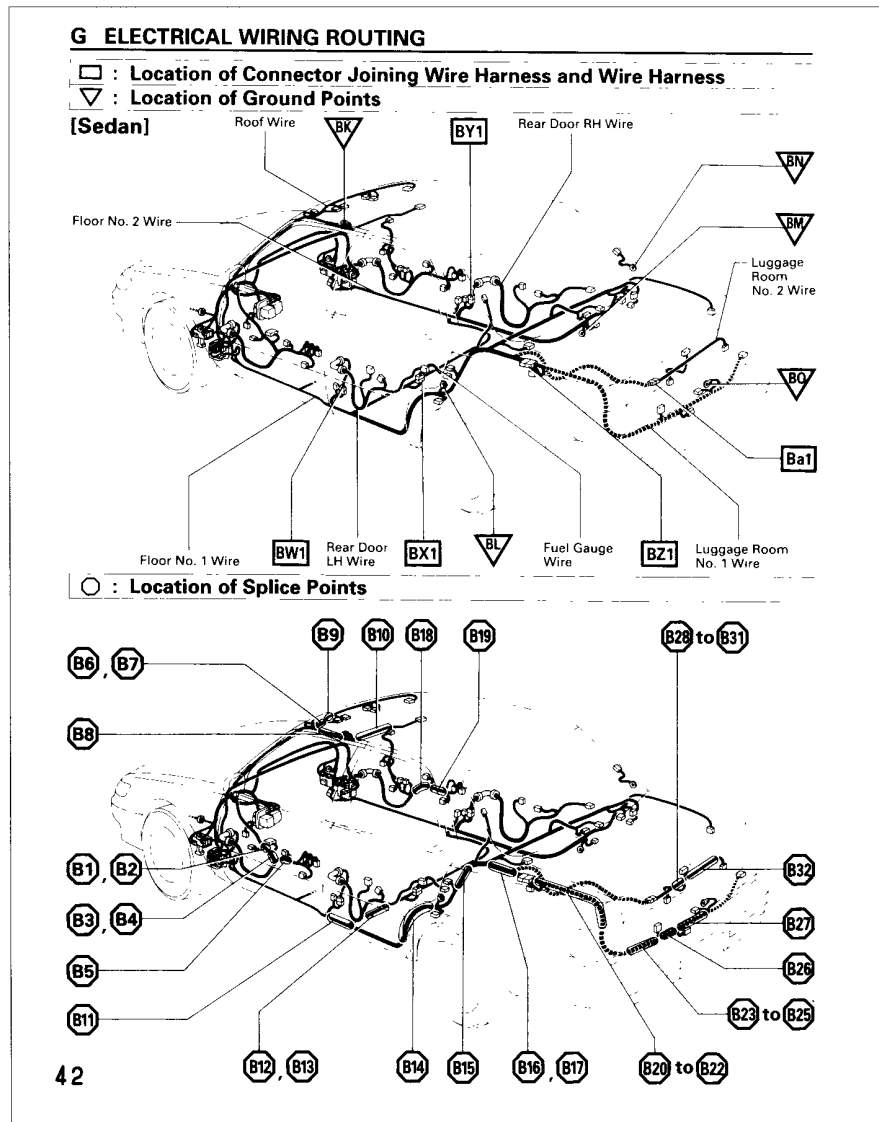 G ELECTRICAL WIRING ROUTING
: Location of Connector Joining Wire Harness and Wire Harness
: Location of Ground Points
[Sedan]
Roof Wire
BK
BY1
Rear Door RH Wire
BN
Floor No. 2 Wire
BM
Luggage
Room
No. 2 Wire
BO
Ba1
Floor No. 1 Wire
BW1
Rear Door
LH Wire
BX1
BL
Fuel Gauge
Wire
BZ1
Luggage Room
No. 1 Wire
: Location of Splice Points
B9
B10
B18
B19
B28 to B31
B6, B7
B8
B1, B2
B32
B3, B4
B27
B5
B26
B11
B23 to B25
B12, B13
B14
B15
B16, B17
B20 to B22
42